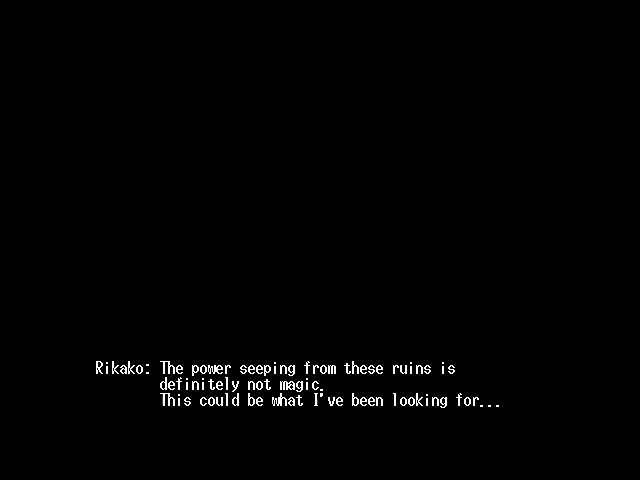 Rikako: The power seeping from these ruins is
definitely not magic.
This could be what I've been looking for...